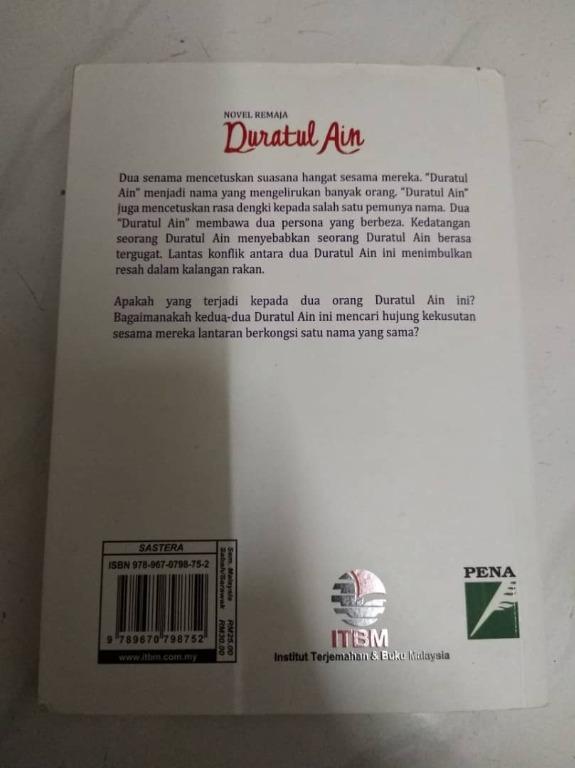 NOVEL REMAJA
Duratul Ain
Dua senama mencetuskan suasana hangat sesama mereka. "Duratul
Ain" menjadi nama yang mengelirukan banyak orang. "Duratul Ain"
juga mencetuskan rasa dengki kepada salah satu pemunya nama. Dua
"Duratul Ain" membawa dua persona yang berbeza. Kedatangan
seorang Duratul Ain menyebabkan seorang Duratul Ain berasa
tergugat. Lantas konflik antara dua Duratul Ain ini menimbulkan
resah dalam kalangan rakan.
Apakah yang terjadi kepada dua orang Duratul Ain ini?
Bagaimanakah kedua-dua Duratul Ain ini mencari hujung kekusutan
sesama mereka lantaran berkongsi satu nama yang sama?
SASTERA
ISBN 978-967-0798-75-2
9 789670 798752
www.itbm.com.my
Sem. Malaysia RM25.00
Sabah/Sarawak RM30.00
ITBM
Institut Terjemahan & Buku Malaysia
PENA